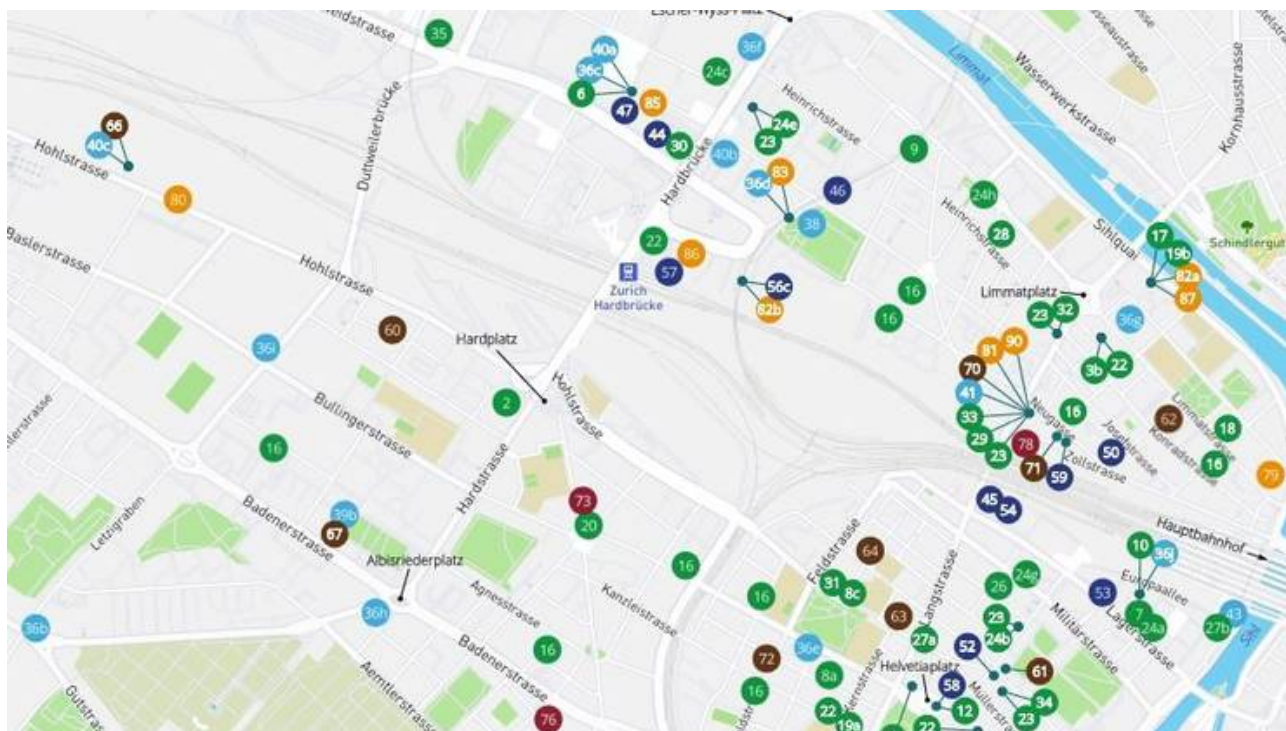 Escher-Wyss-Platz
35
40a
36f
36c
24c
6
47
85
44
30
24e
23
Heinrichstrasse
Limmat
Wasserwerkstrasse
Kornhausstrasse
66
40c
Hohlstrasse
80
Duttweilerbrücke
Hardbrücke
40b
83
36d
46
38
9
24h
Heinrichstrasse
28
Sihlquai
17
19b
82a
87
Schindlergut
Baslerstrasse
Hohlstrasse
22
86
57
Zurich
Hardbrücke
56c
82b
16
16
Limmatplatz
23
32
36g
3b
22
60
36i
Hardplatz
2
Hohlstrasse
Bullingerstrasse
90
81
70
41
33
29
23
Neugasse
16
78
71
59
Zollstrasse
Josefstrasse
50
62
Limmatstrasse
Konradstrasse
18
16
79
16
Hardstrasse
Letzigraben
Badenerstrasse
39b
67
73
20
45
54
Hauptbahnhof
Albisriederplatz
Agnesstrasse
Kanzleistrasse
16
16
Feldstrasse
64
31
8c
63
Langstrasse
26
24g
23
24b
10
36j
Europaallee
53
7
24a
Lagerstrasse
Militärstrasse
43
27b
Sihl
36b
36h
Badenerstrasse
16
72
36e
27a
52
61
Helvetiaplatz
58
8a
16
12
Müllerstrasse
34
23
Gutstrasse
Aemtlerstrasse
76
22
19a
22